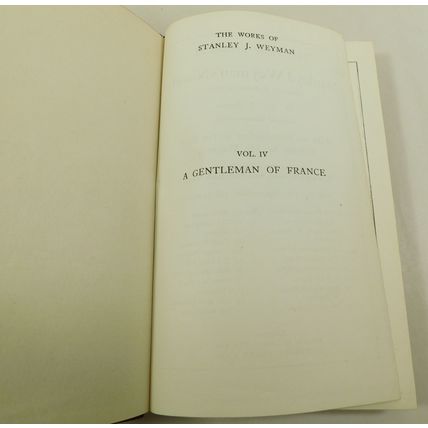 THE WORKS OF
STANLEY J. WEYMAN
VOL. IV
A GENTLEMAN OF FRANCE